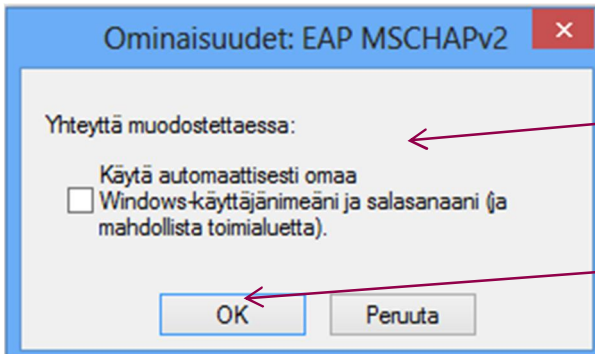 Ominaisuudet: EAP MSCHAPv2
Yhteyttä muodostettaessa:
Käytä automaattisesti omaa
Windows-käyttäjänimeäni ja salasanaani (ja
mahdollista toimialuetta).
OK Peruuta